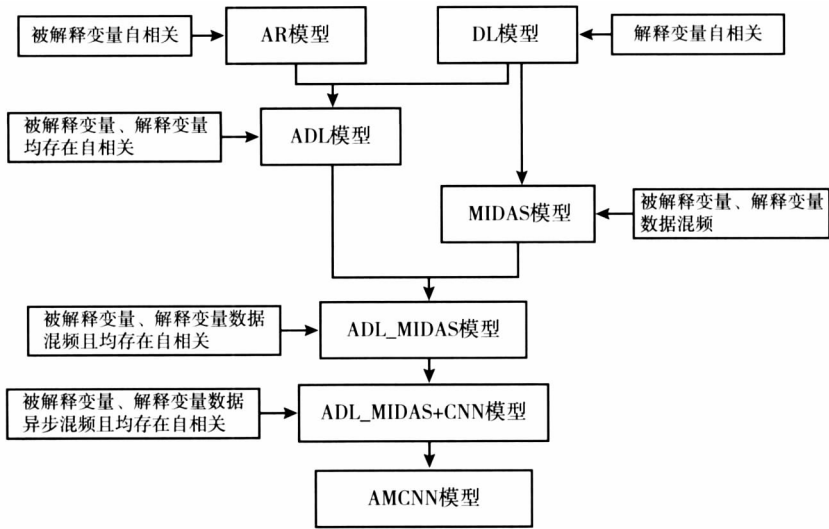 被解释变量自相关
AR模型
DL模型
解释变量自相关
被解释变量、解释变量
均存在自相关
ADL模型
MIDAS模型
被解释变量、解释变量
数据混频
被解释变量、解释变量数据
混频且均存在自相关
ADL_MIDAS模型
被解释变量、解释变量数据
异步混频且均存在自相关
ADL_MIDAS+CNN模型
AMCNN模型